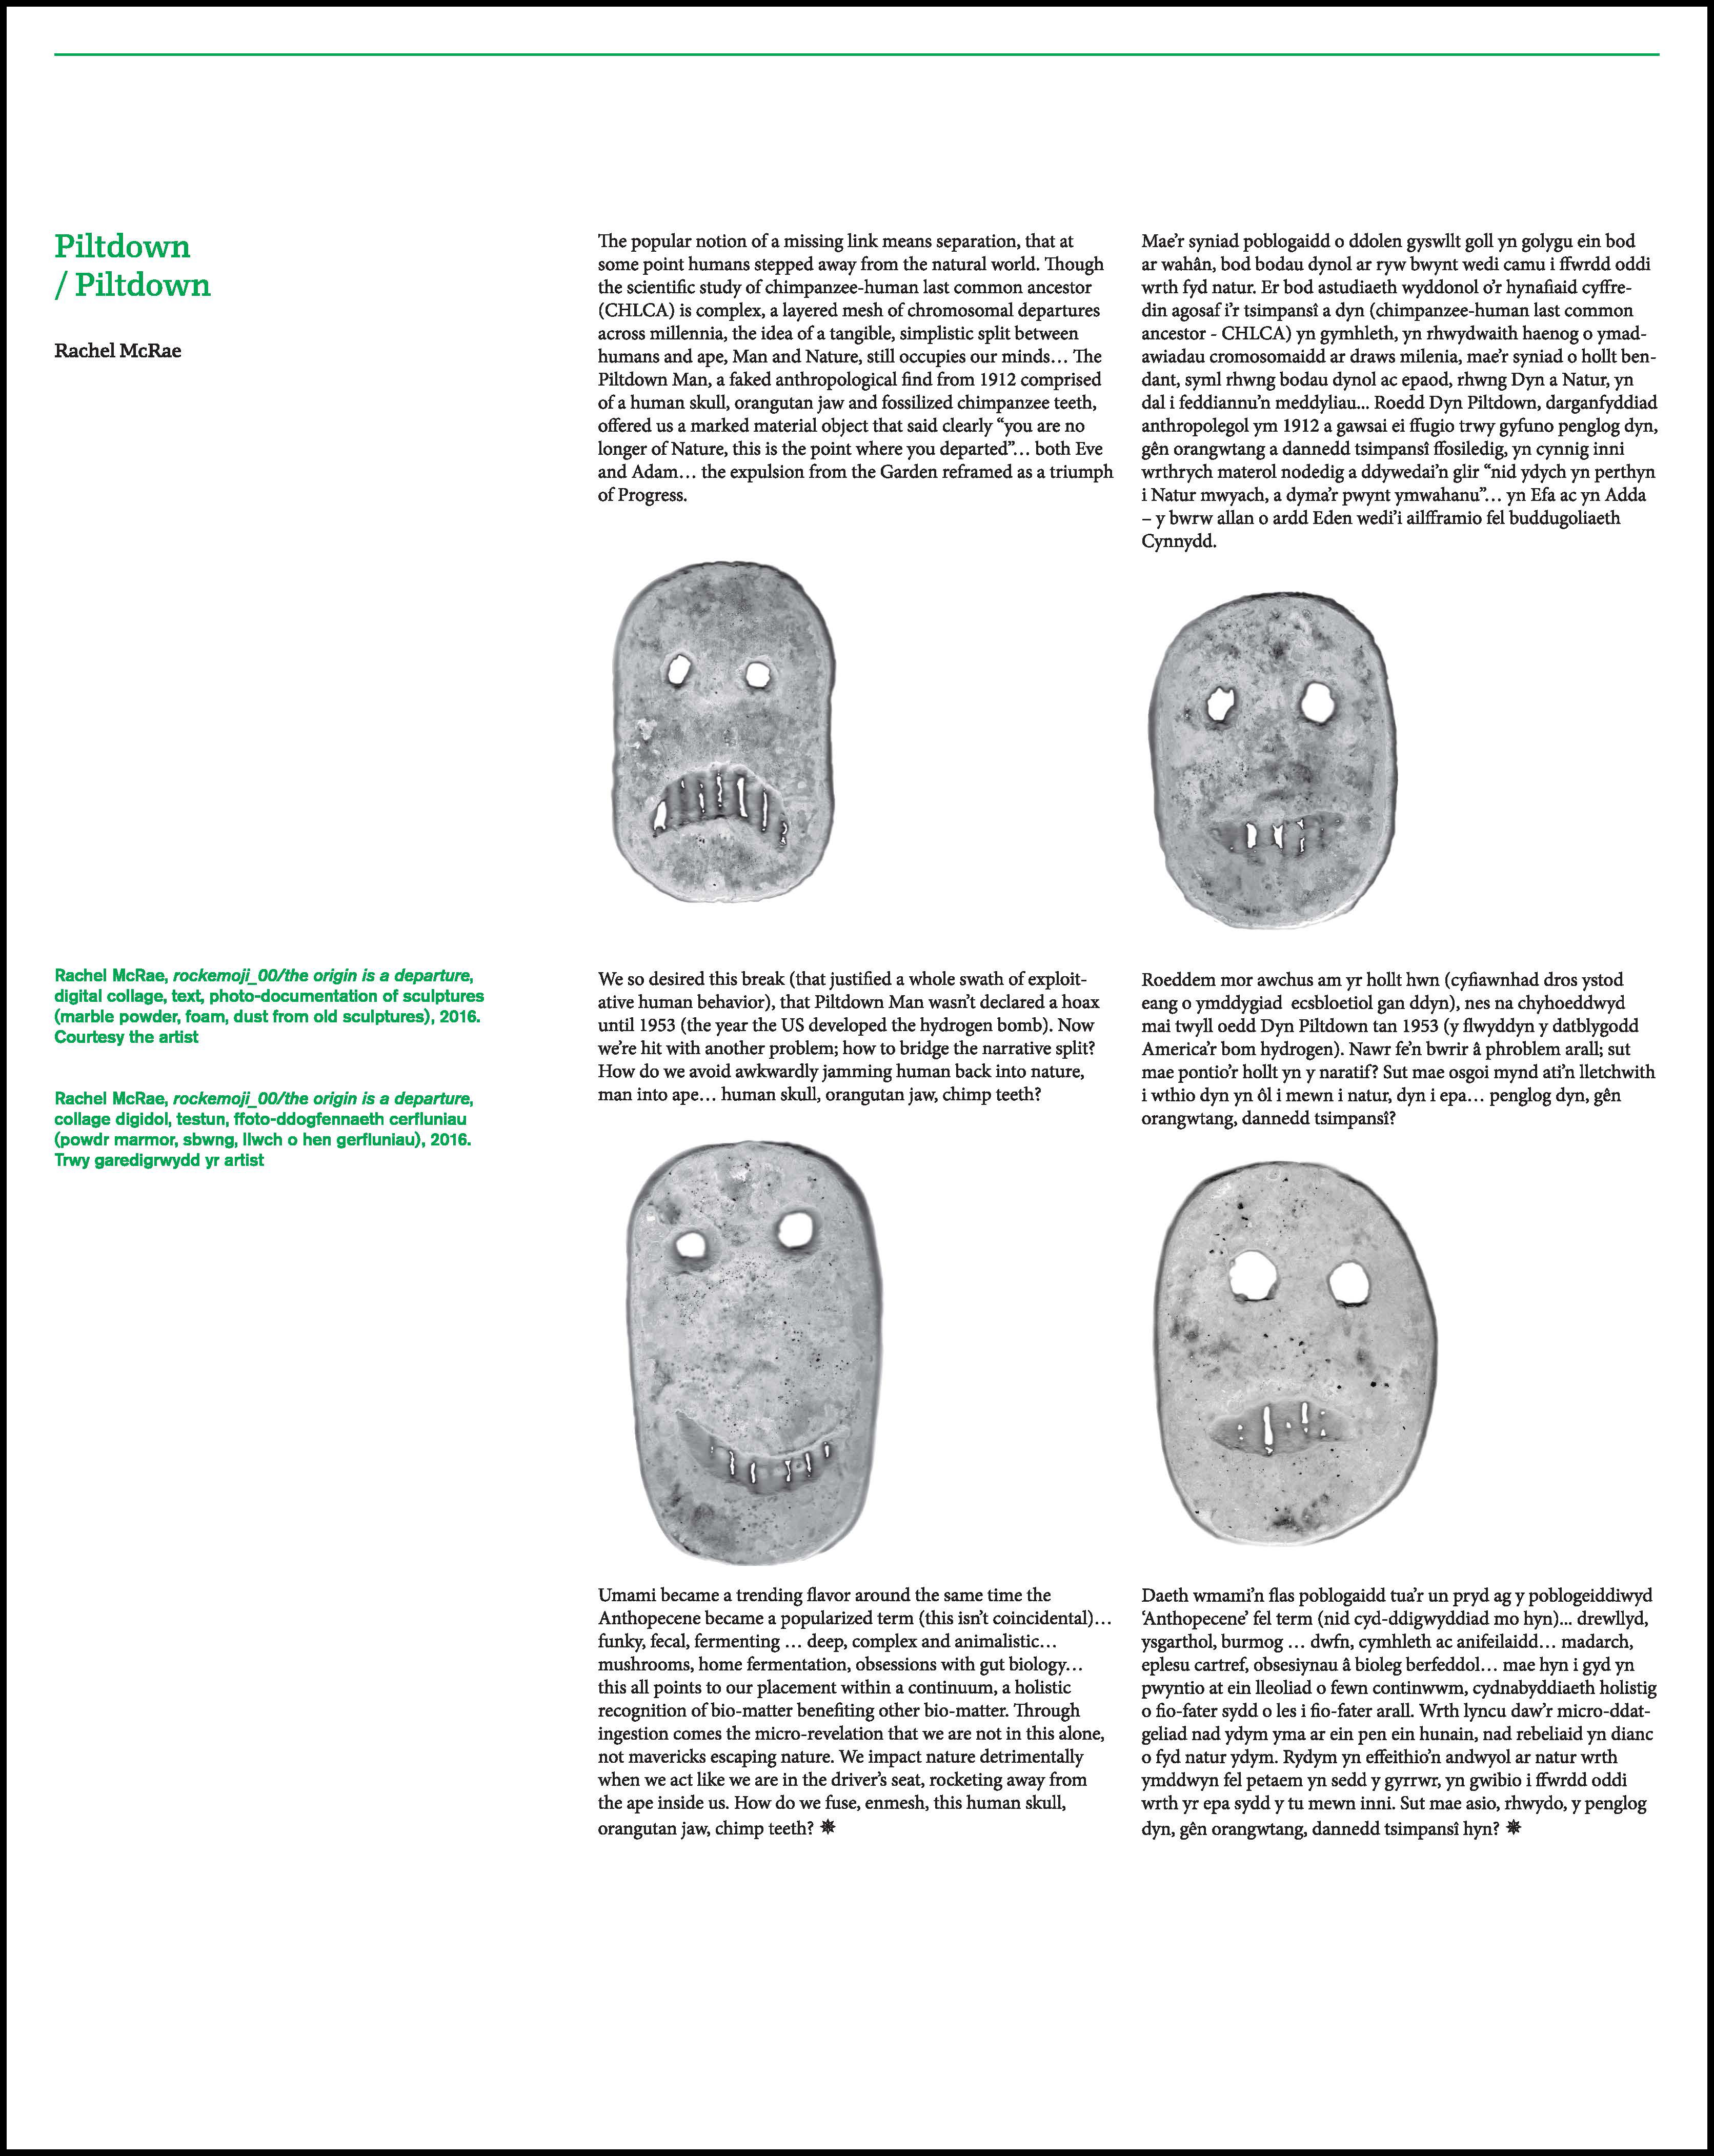 Piltdown
/ Piltdown
Rachel McRae
The popular notion of a missing link means separation, that at
some point humans stepped away from the natural world. Though
the scientific study of chimpanzee-human last common ancestor
(CHLCA) is complex, a layered mesh of chromosomal departures
across millennia, the idea of a tangible, simplistic split between
humans and ape, Man and Nature, still occupies our minds… The
Piltdown Man, a faked anthropological find from 1912 comprised
of a human skull, orangutan jaw and fossilized chimpanzee teeth,
offered us a marked material object that said clearly “you are no
longer of Nature, this is the point where you departed”… both Eve
and Adam… the expulsion from the Garden reframed as a triumph
of Progress.
Mae’r syniad poblogaidd o ddolen gyswllt goll yn golygu ein bod
ar wahân, bod bodau dynol ar ryw bwynt wedi camu i ffwrdd oddi
wrth fyd natur. Er bod astudiaeth wyddonol o’r hynafiaid cyffre-
din agosaf i’r tsimpansî a dyn (chimpanzee-human last common
ancestor - CHLCA) yn gymhleth, yn rhwydwaith haenog o ymad-
awiadau cromosomaidd ar draws milenia, mae’r syniad o hollt ben-
dant, syml rhwng bodau dynol ac epaod, rhwng Dyn a Natur, yn
dal i feddiannu’n meddyliau... Roedd Dyn Piltdown, darganfyddiad
anthropolegol ym 1912 a gawsai ei ffugio trwy gyfuno penglog dyn,
gên orangwtang a dannedd tsimpansî ffosiledig, yn cynnig inni
wrthrych materol nodedig a ddywedai’n glir “nid ydych yn perthyn
i Natur mwyach, a dyma’r pwynt ymwahanu”… yn Efa ac yn Adda
– y bwrw allan o ardd Eden wedi’i ailfframio fel buddugoliaeth
Cynnydd.
Rachel McRae, rockemoji_00/the origin is a departure,
digital collage, text, photo-documentation of sculptures
(marble powder, foam, dust from old sculptures), 2016.
Courtesy the artist
Rachel McRae, rockemoji_00/the origin is a departure,
collage digidol, testun, ffoto-ddogfennaeth cerfluniau
(powdr marmor, sbwng, llwch o hen gerfluniau), 2016.
Trwy garedigrwydd yr artist
We so desired this break (that justified a whole swath of exploit-
ative human behavior), that Piltdown Man wasn’t declared a hoax
until 1953 (the year the US developed the hydrogen bomb). Now
we’re hit with another problem; how to bridge the narrative split?
How do we avoid awkwardly jamming human back into nature,
man into ape… human skull, orangutan jaw, chimp teeth?
Roeddem mor awchus am yr hollt hwn (cyfiawnhad dros ystod
eang o ymddygiad ecsbloetiol gan ddyn), nes na chyhoeddwyd
mai twyll oedd Dyn Piltdown tan 1953 (y flwyddyn y datblygodd
America’r bom hydrogen). Nawr fe’n bwrir â phroblem arall; sut
mae pontio’r hollt yn y naratif? Sut mae osgoi mynd ati’n lletchwith
i wthio dyn yn ôl i mewn i natur, dyn i epa… penglog dyn, gên
orangwtang, dannedd tsimpansî?
Umami became a trending flavor around the same time the
Anthopecene became a popularized term (this isn’t coincidental)…
funky, fecal, fermenting … deep, complex and animalistic…
mushrooms, home fermentation, obsessions with gut biology…
this all points to our placement within a continuum, a holistic
recognition of bio-matter benefiting other bio-matter. Through
ingestion comes the micro-revelation that we are not in this alone,
not mavericks escaping nature. We impact nature detrimentally
when we act like we are in the driver’s seat, rocketing away from
the ape inside us. How do we fuse, enmesh, this human skull,
orangutan jaw, chimp teeth?
Daeth wmami’n flas poblogaidd tua’r un pryd ag y poblogeiddiwyd
‘Anthopecene’ fel term (nid cyd-ddigwyddiad mo hyn)... drewllyd,
ysgarthol, burmog … dwfn, cymhleth ac anifeilaidd… madarch,
eplesu cartref, obsesiynau â bioleg berfeddol… mae hyn i gyd yn
pwyntio at ein lleoliad o fewn continwwm, cydnabyddiaeth holistig
o fio-fater sydd o les i fio-fater arall. Wrth lyncu daw’r micro-ddat-
geliad nad ydym yma ar ein pen ein hunain, nad rebeliaid yn dianc
o fyd natur ydym. Rydym yn effeithio’n andwyol ar natur wrth
ymddwyn fel petaem yn sedd y gyrrwr, yn gwibio i ffwrdd oddi
wrth yr epa sydd y tu mewn inni. Sut mae asio, rhwydo, y penglog
dyn, gên orangwtang, dannedd tsimpansî hyn?